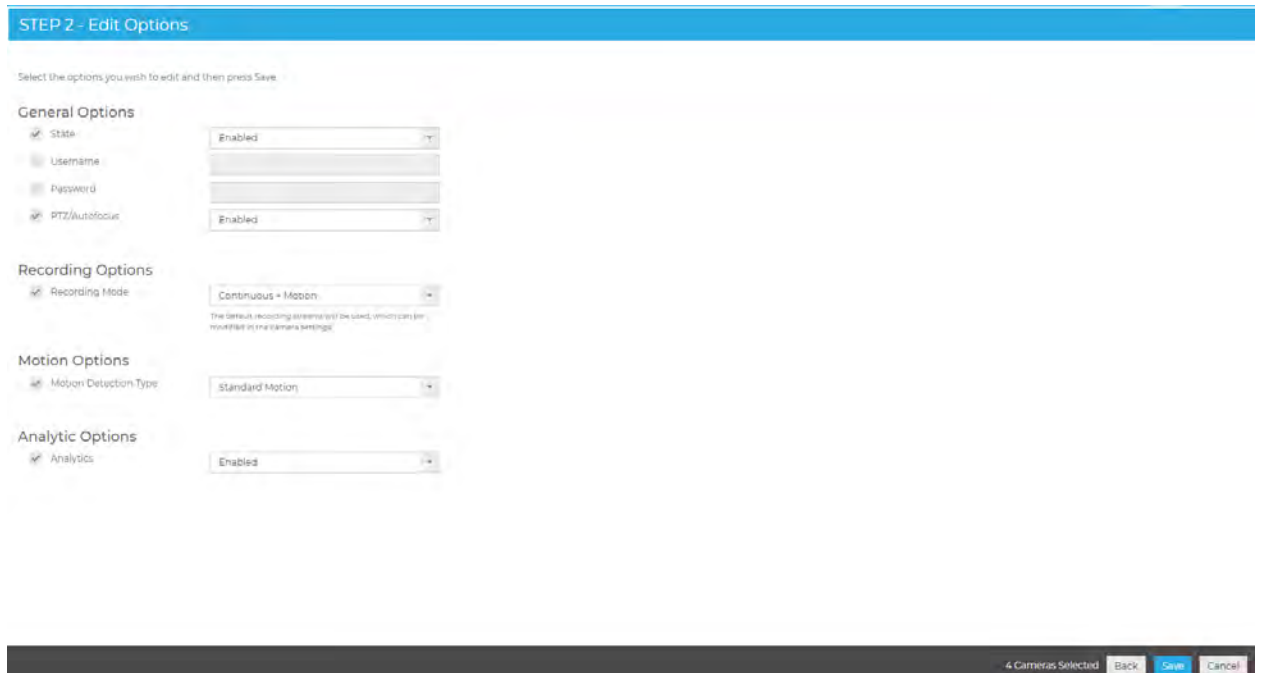 STEP 2 - Edit Options
Select the options you wish to edit and then press Save.
General Options
State
Enabled
Username
Password
PTZ/Autofocus
Enabled
Recording Options
Recording Mode
Continuous + Motion
The default recording streams will be used, which can be
modified in the camera settings
Motion Options
Motion Detection Type
Standard Motion
Analytic Options
Analytics
Enabled
4 Cameras Selected Back Save Cancel